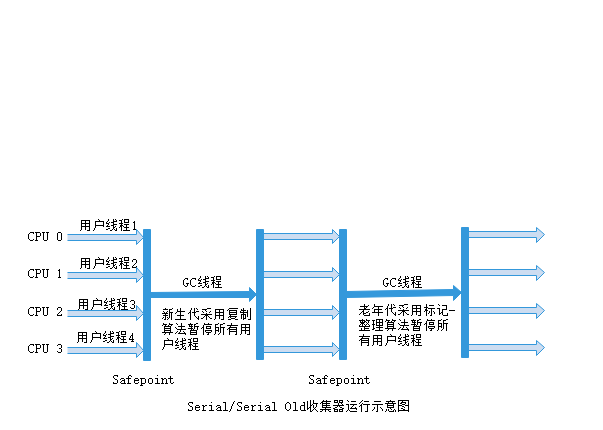 用户线程1
CPU 0
用户线程2
CPU 1
GC线程
GC线程
用户线程3
CPU 2
新生代采用复制
算法暂停所有用
户线程
老年代采用标记-
整理算法暂停所
有用户线程
用户线程4
CPU 3
Safepoint
Safepoint
Serial/Serial Old收集器运行示意图